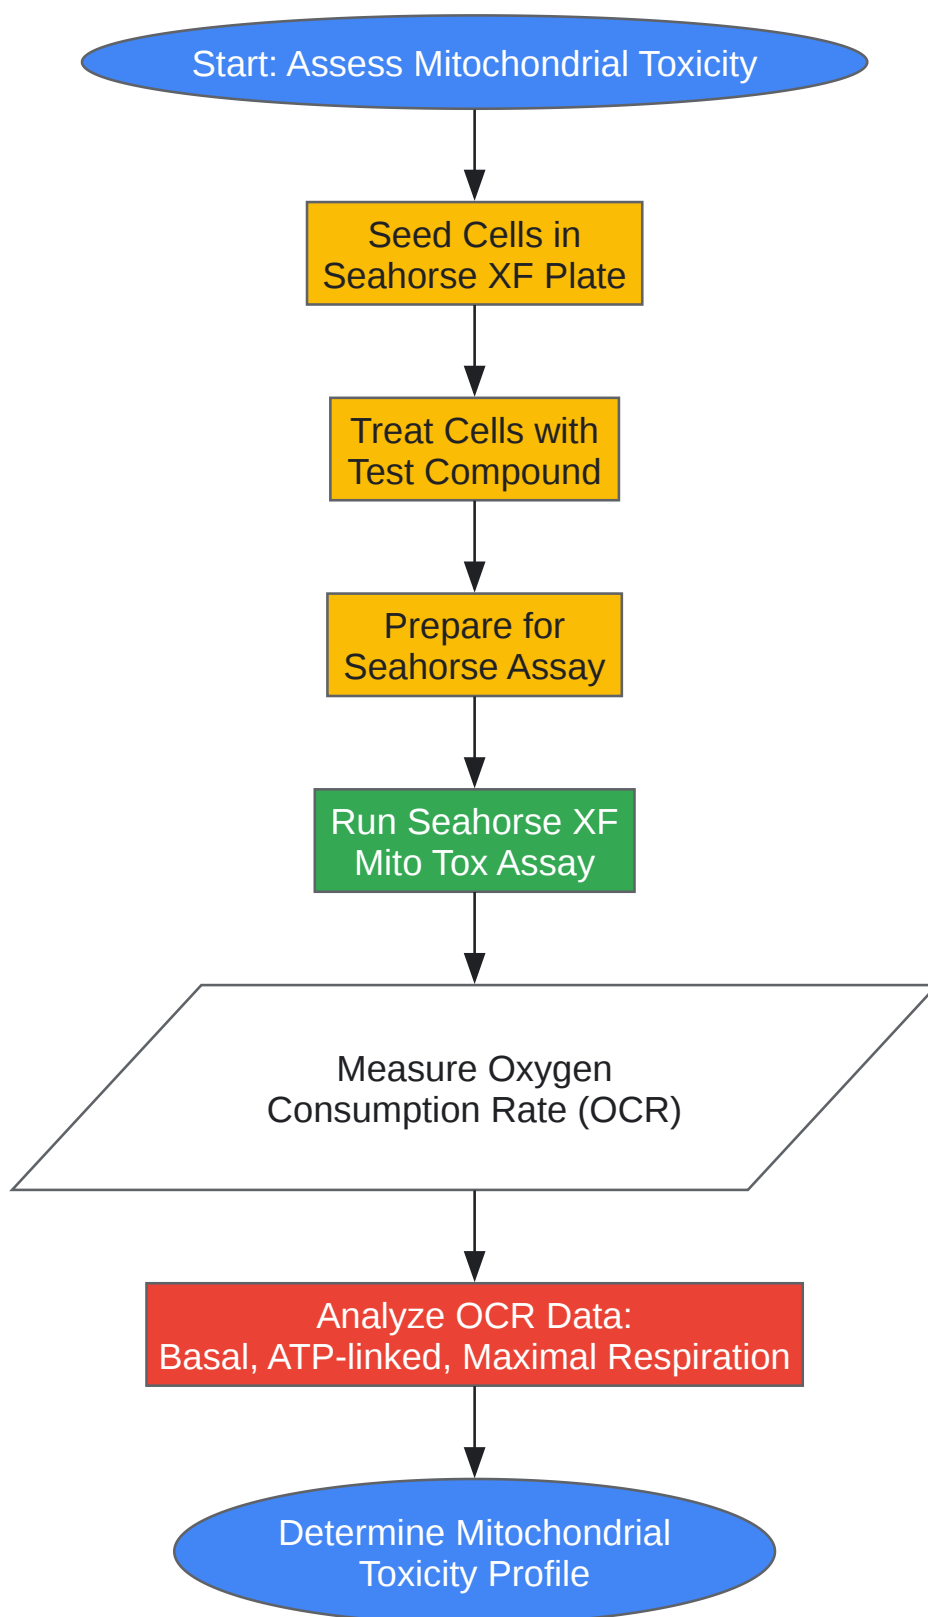 Start: Assess Mitochondrial Toxicity
Seed Cells in
Seahorse XF Plate
Treat Cells with
Test Compound
Prepare for
Seahorse Assay
Run Seahorse XF
Mito Tox Assay
Measure Oxygen
Consumption Rate (OCR)
Analyze OCR Data:
Basal, ATP-linked, Maximal Respiration
Determine Mitochondrial
Toxicity Profile